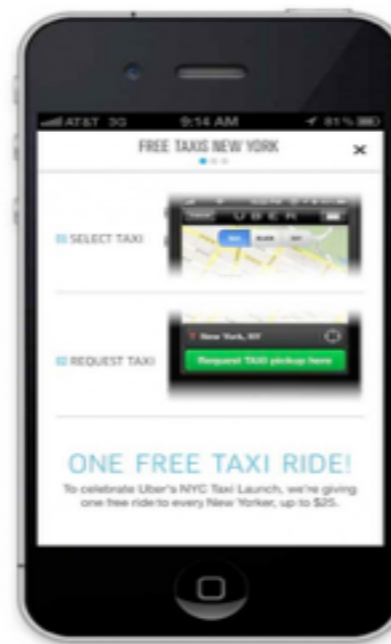 AT&T 3G 9:14 AM 81%
FREE TAXIS NEW YORK
01 SELECT TAXI
UBER
TAXI
02 REQUEST TAXI
New York, NY
Request TAXI pickup here
ONE FREE TAXI RIDE!
To celebrate Uber's NYC Taxi Launch, we're giving
one free ride to every New Yorker, up to $25.